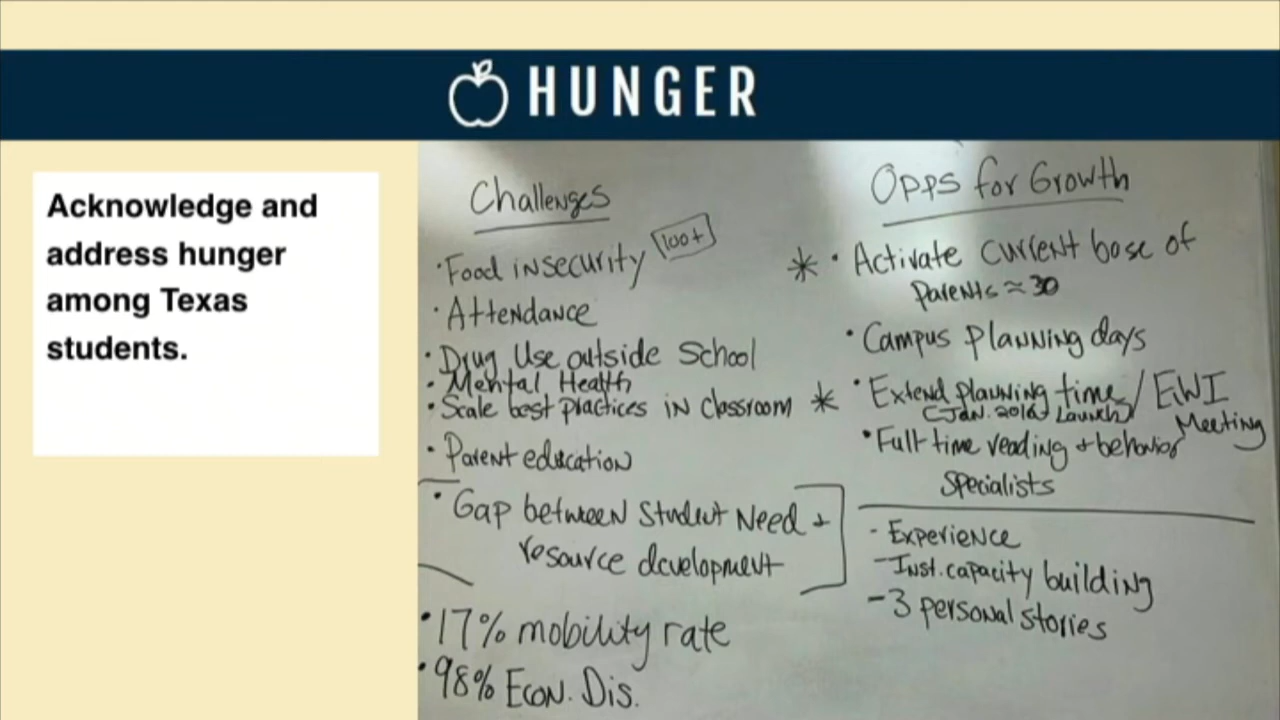 HUNGER
Acknowledge and
address hunger
among Texas
students.
Challenges
· Food insecurity 100+
· Attendance
· Drug Use outside School
· Mental Health
· Scale best practices in classroom
· Parent education
· Gap between Student Need +
resource development
· 17% mobility rate
· 98% Econ. Dis.
Opps for Growth
* · Activate current base of
parents ≈ 30
· Campus planning days
* · Extend planning time / EWI
(Jan. 2016 Launch) Meeting
· Full time reading + behavior
specialists
- Experience
- Inst. capacity building
- 3 personal stories